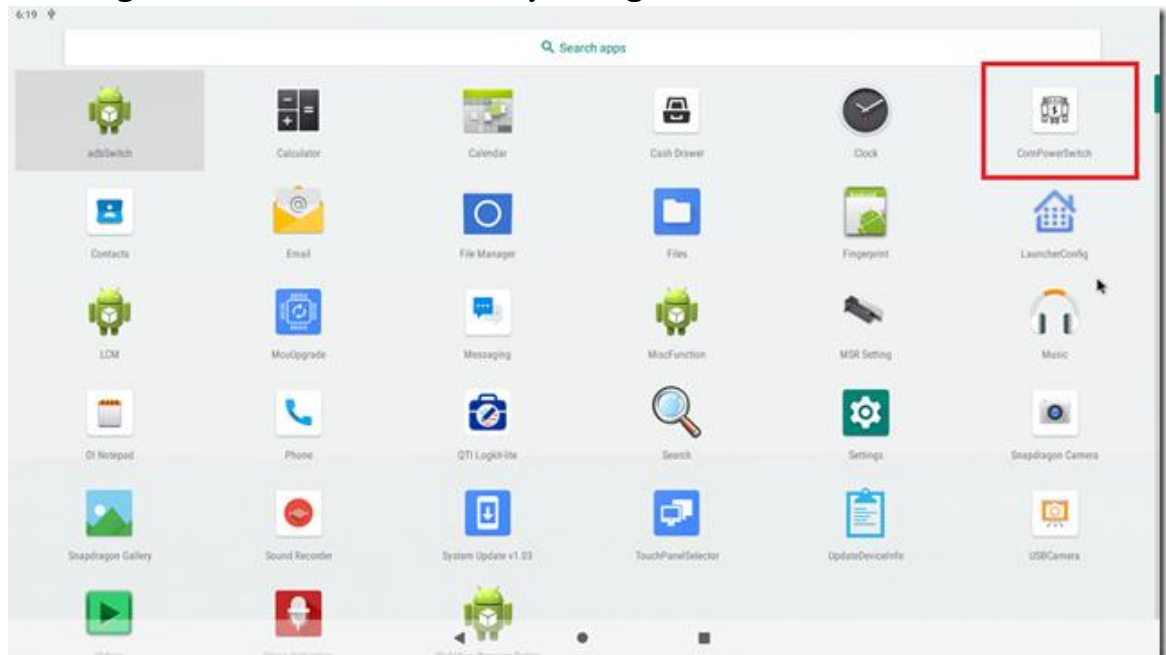 6:19
Search apps
adbSwitch
Calculator
Calendar
Cash Drawer
Clock
ComPowerSwitch
Contacts
Email
File Manager
Files
Fingerprint
LauncherConfig
LCM
McuUpgrade
Messaging
MiscFunction
MSR Setting
Music
OI Notepad
Phone
QTI Logkit-lite
Search
Settings
Snapdragon Camera
Snapdragon Gallery
Sound Recorder
System Update v1.03
TouchPanelSelector
UpdateDeviceInfo
USBCamera